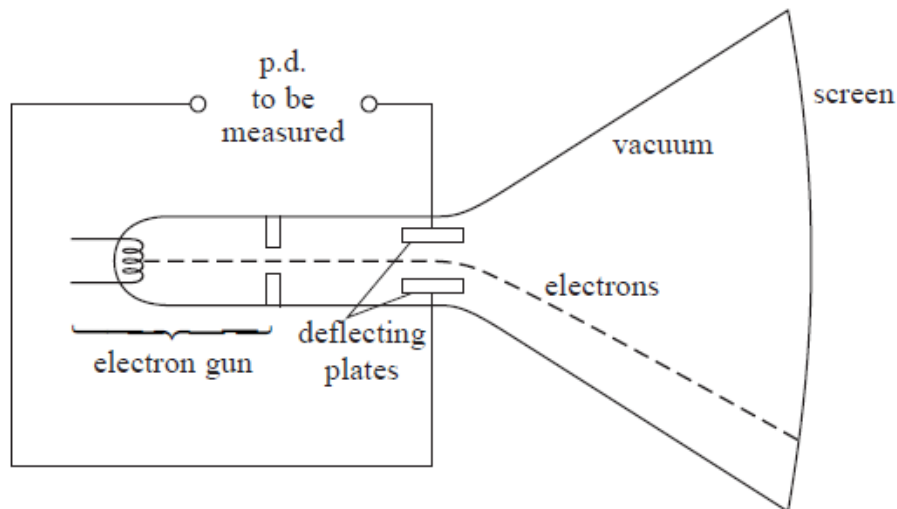 p.d.
to be
measured
screen
vacuum
electrons
deflecting
plates
electron gun